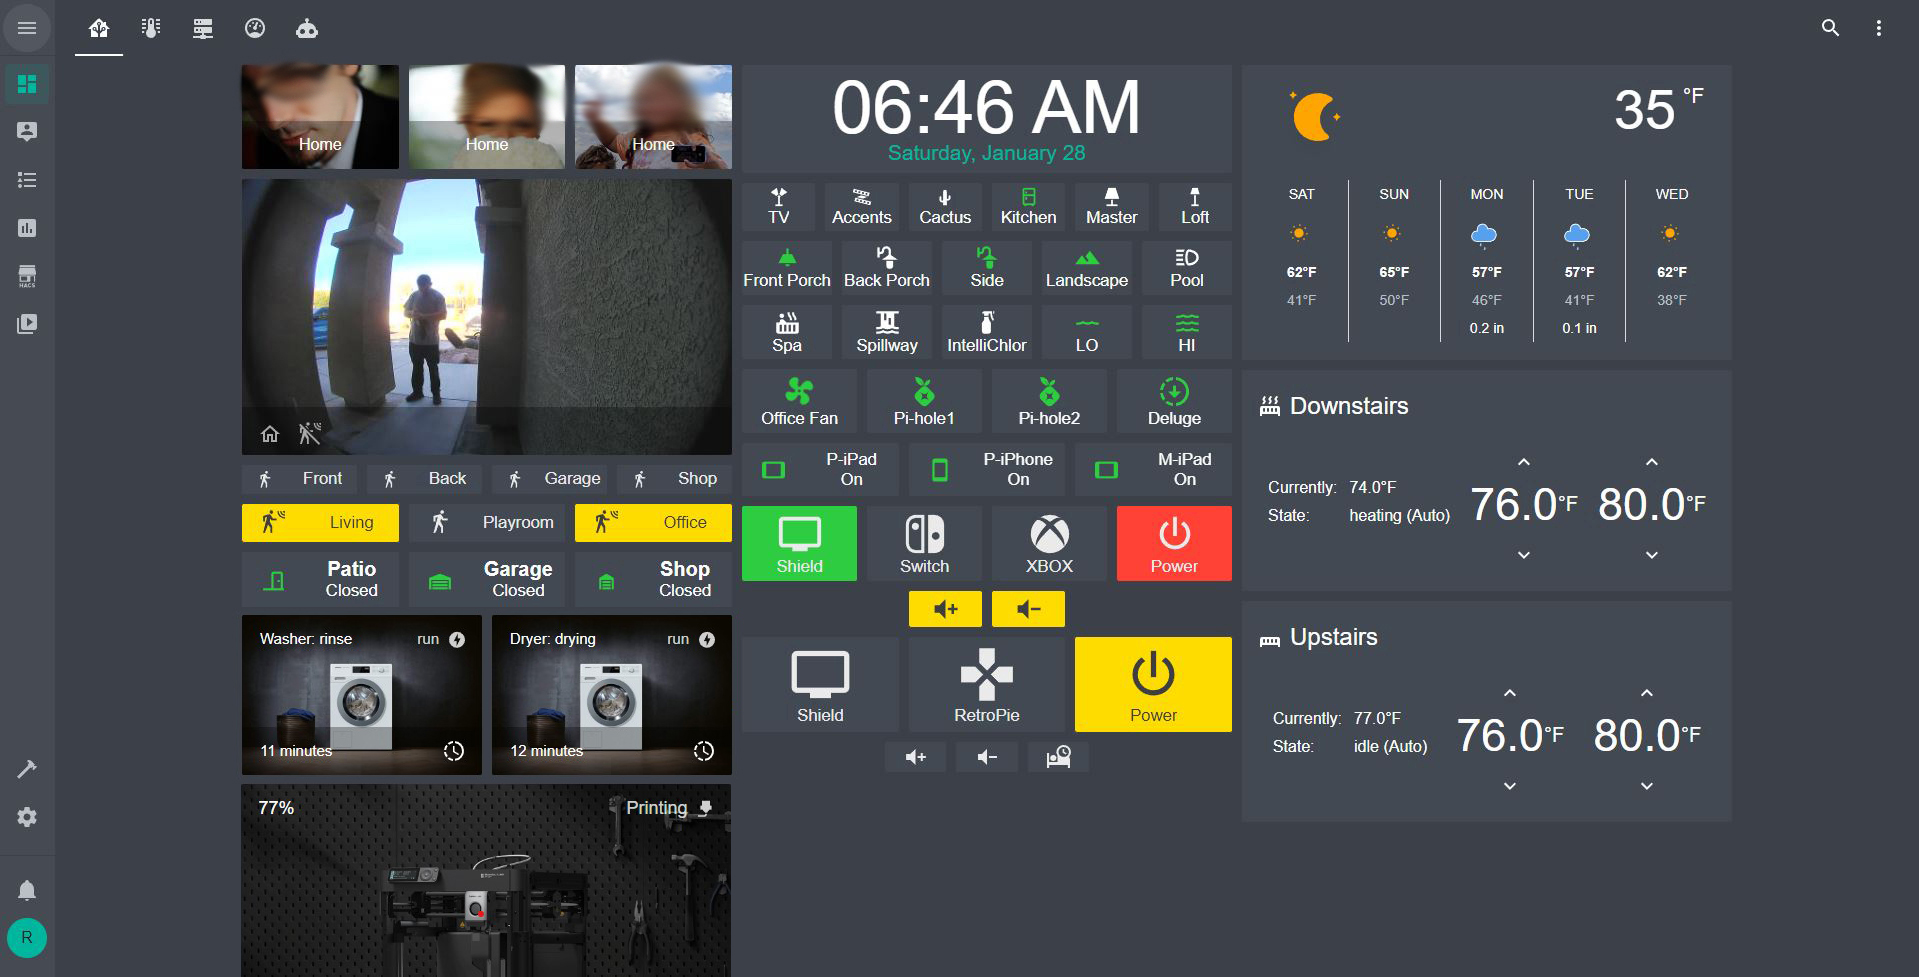 HACS
R
Home
Home
Home
Front
Back
Garage
Shop
Living
Playroom
Office
Patio
Closed
Garage
Closed
Shop
Closed
Washer: rinse
run
11 minutes
Dryer: drying
run
12 minutes
77%
Printing
06:46 AM
Saturday, January 28
TV
Accents
Cactus
Kitchen
Master
Loft
Front Porch
Back Porch
Side
Landscape
Pool
Spa
Spillway
IntelliChlor
LO
HI
Office Fan
Pi-hole1
Pi-hole2
Deluge
P-iPad
On
P-iPhone
On
M-iPad
On
Shield
Switch
XBOX
Power
Shield
RetroPie
Power
35 °F
SAT
SUN
MON
TUE
WED
62°F
65°F
57°F
57°F
62°F
41°F
50°F
46°F
41°F
38°F
0.2 in
0.1 in
Downstairs
Currently: 74.0°F
State: heating (Auto)
76.0°F
80.0°F
Upstairs
Currently: 77.0°F
State: idle (Auto)
76.0°F
80.0°F